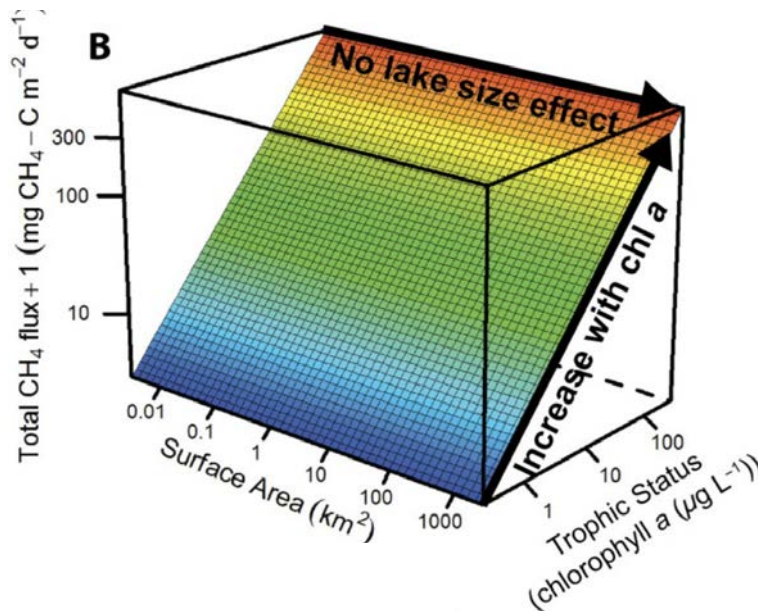 B
Total CH₄ flux + 1 (mg CH₄ – C m⁻² d⁻¹)
300
100
10
No lake size effect
Increase with chl a
0.01
0.1
1
10
100
1000
Surface Area (km²)
1
10
100
Trophic Status
(chlorophyll a (µg L⁻¹))